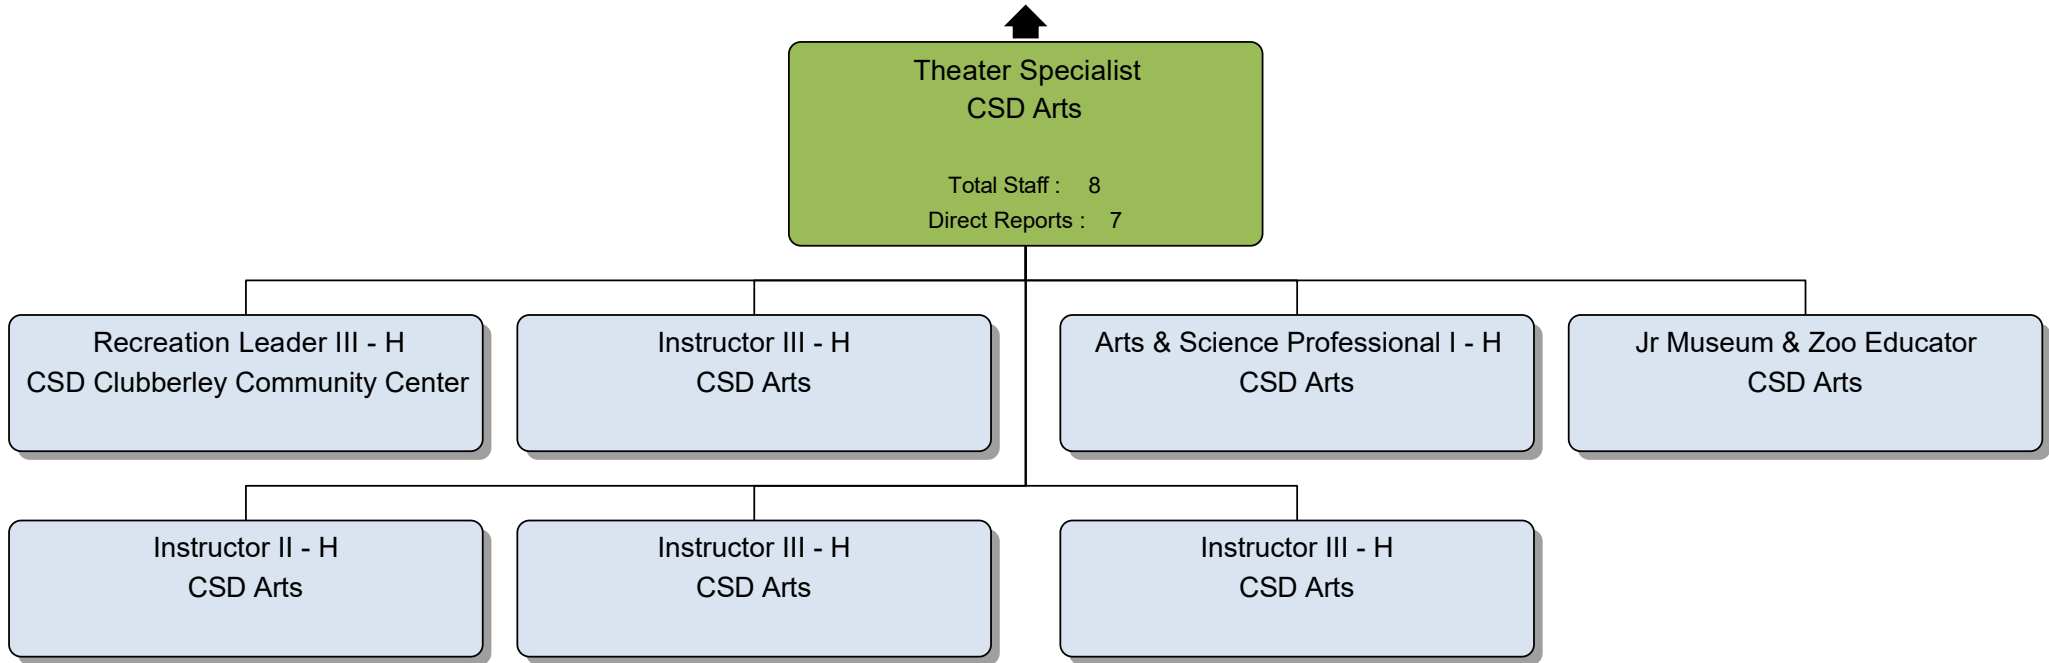 Theater Specialist
CSD Arts
Total Staff : 8
Direct Reports : 7
Recreation Leader III - H
CSD Clubberley Community Center
Instructor III - H
CSD Arts
Arts & Science Professional I - H
CSD Arts
Jr Museum & Zoo Educator
CSD Arts
Instructor II - H
CSD Arts
Instructor III - H
CSD Arts
Instructor III - H
CSD Arts